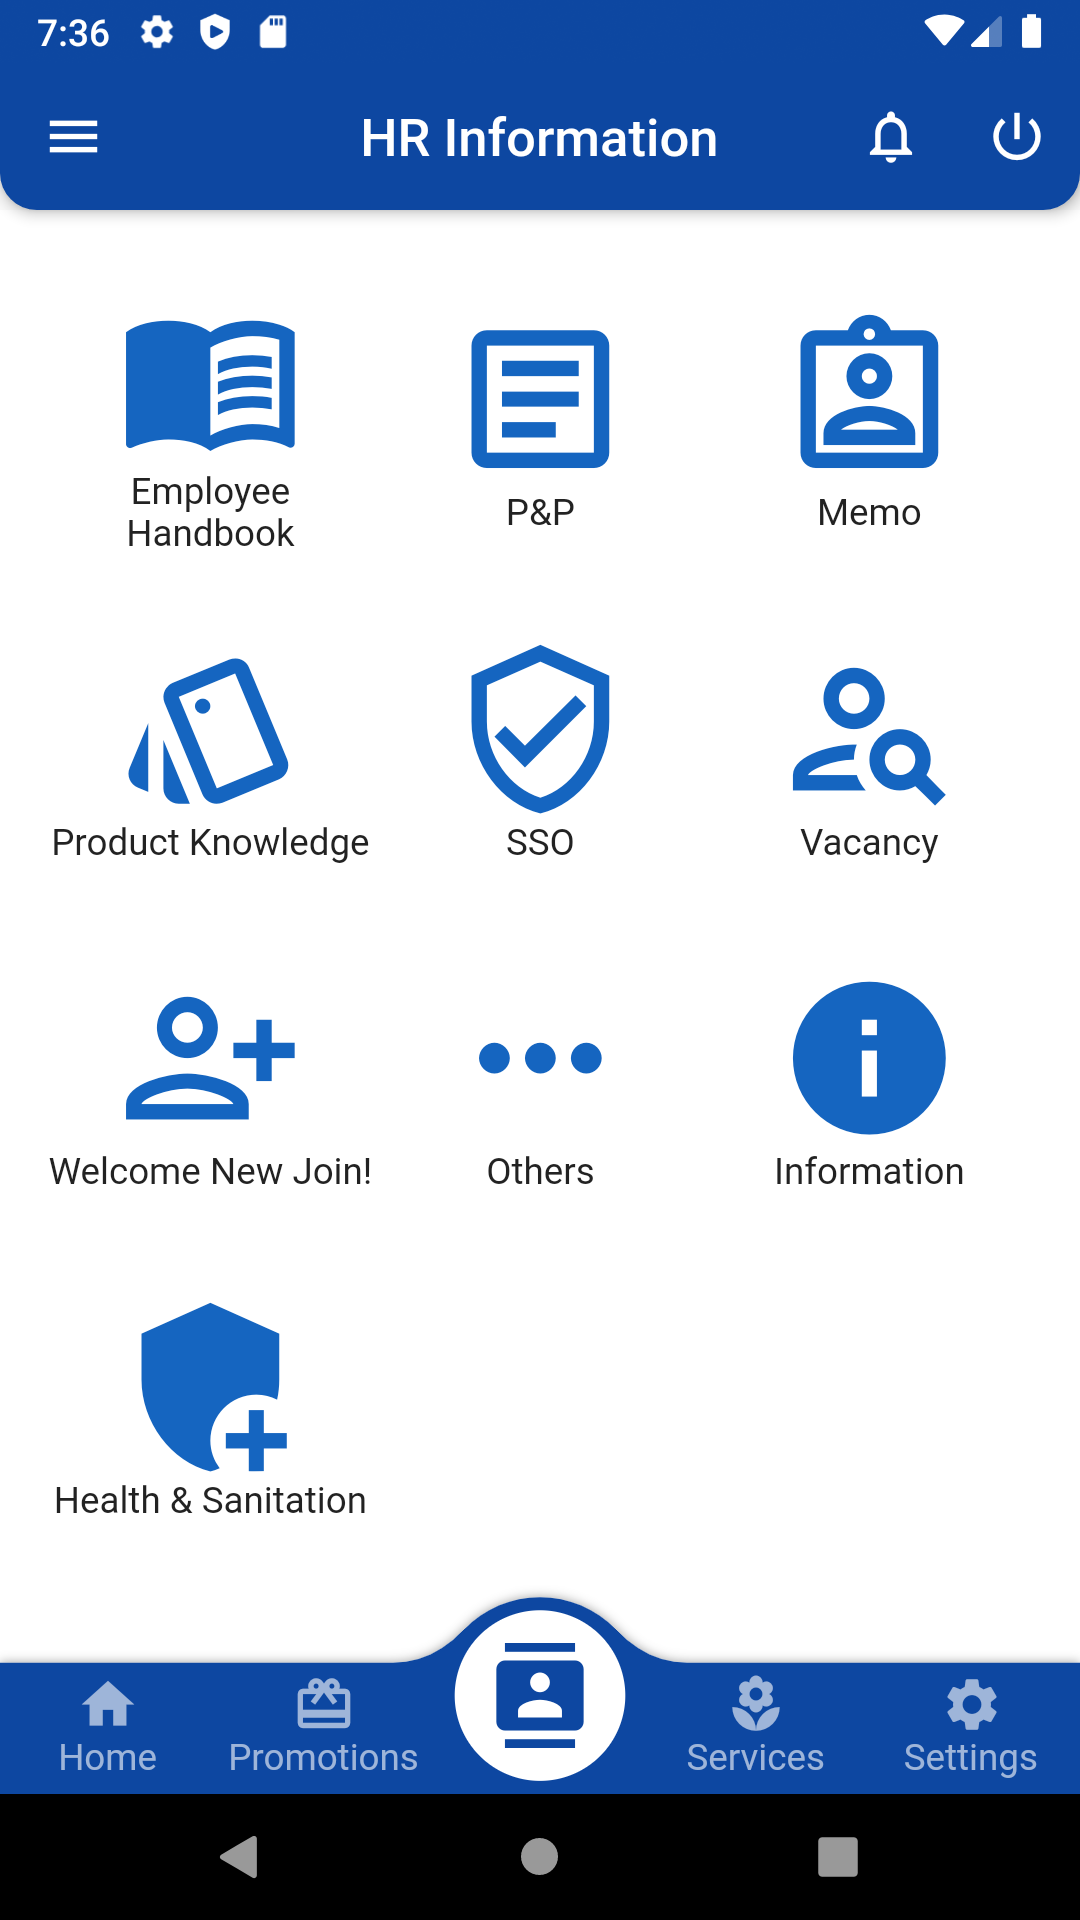 7:36
HR Information
Employee
Handbook
P&P
Memo
Product Knowledge
SSO
Vacancy
Welcome New Join!
Others
Information
Health & Sanitation
Home
Promotions
Services
Settings